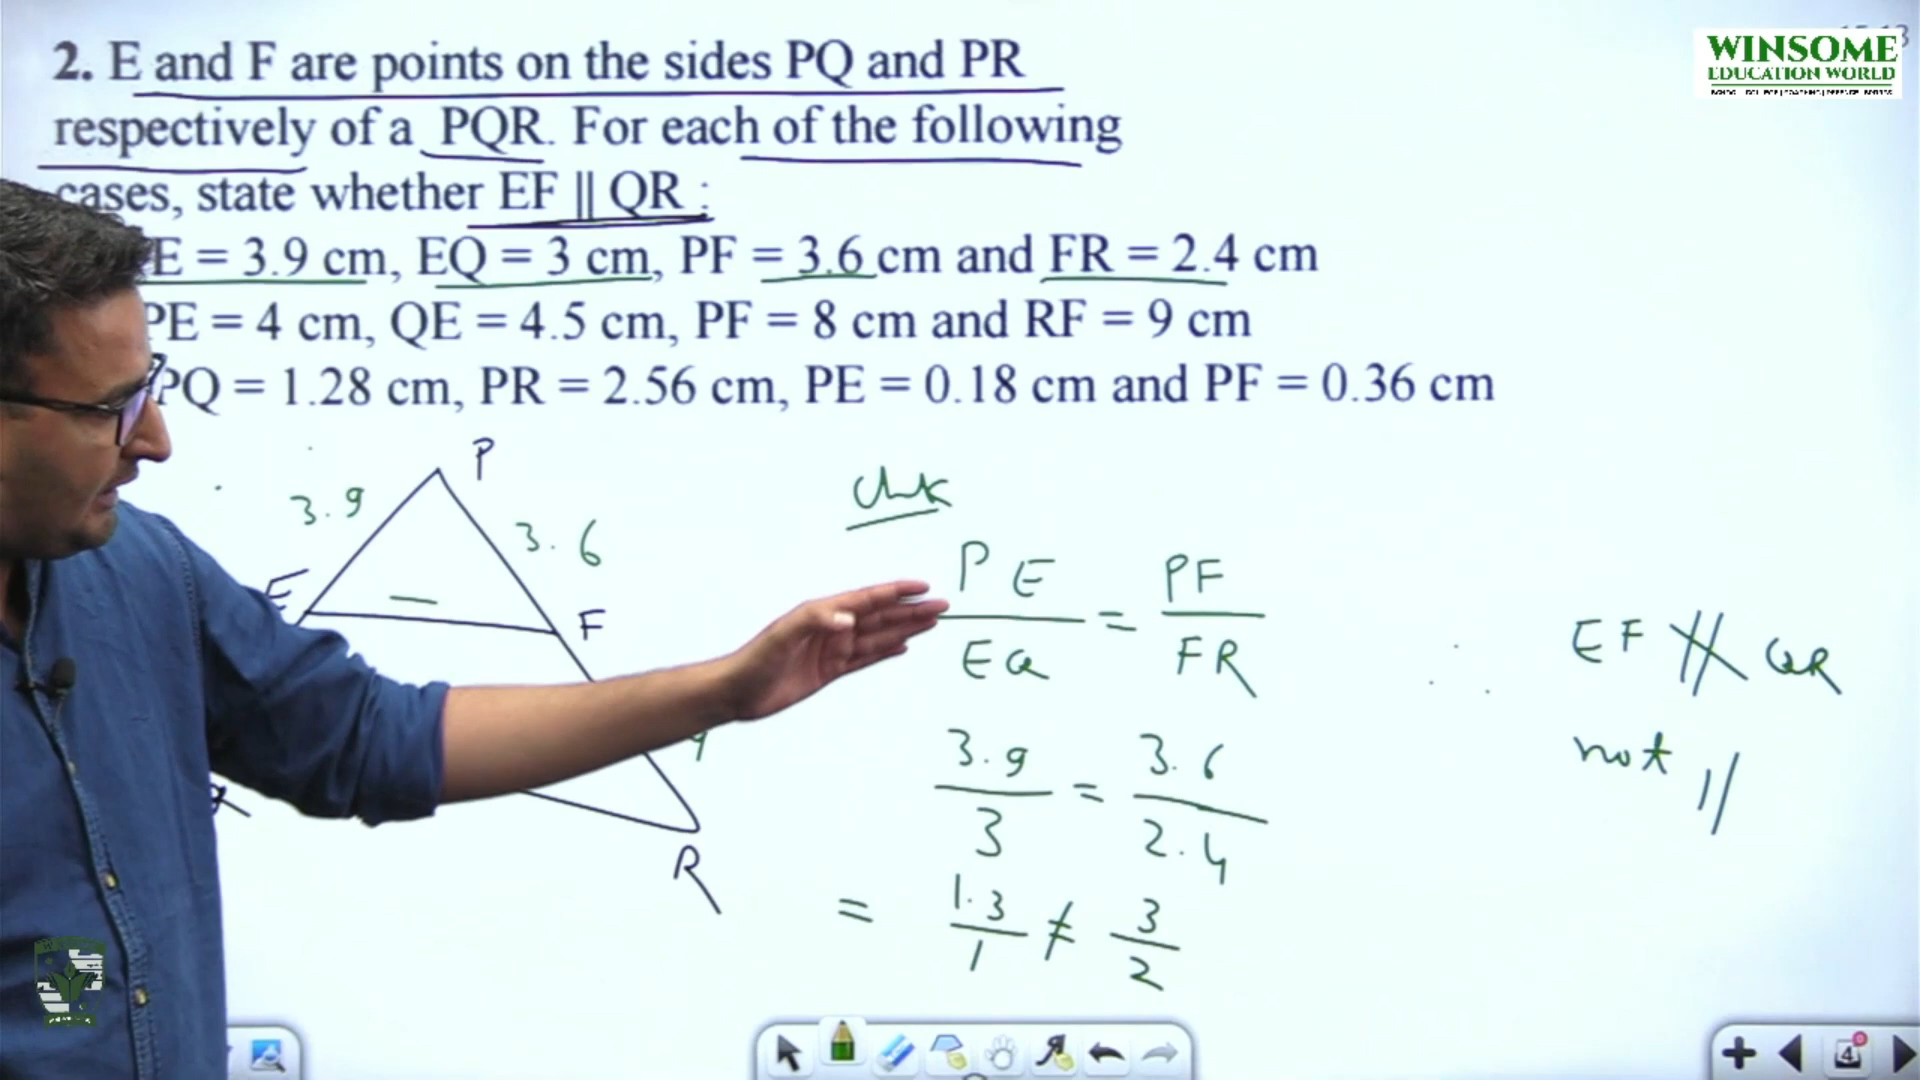 2. E and F are points on the sides PQ and PR
respectively of a PQR. For each of the following
cases, state whether EF || QR :
E = 3.9 cm, EQ = 3 cm, PF = 3.6 cm and FR = 2.4 cm
PE = 4 cm, QE = 4.5 cm, PF = 8 cm and RF = 9 cm
PQ = 1.28 cm, PR = 2.56 cm, PE = 0.18 cm and PF = 0.36 cm
WINSOME
EDUCATION WORLD
P
3.9
3.6
E
F
4
R
PE/EQ = PF/FR
3.9/3 = 3.6/2.4
= 1.3/1 ≠ 3/2
EF ∦ QR
not ||
4